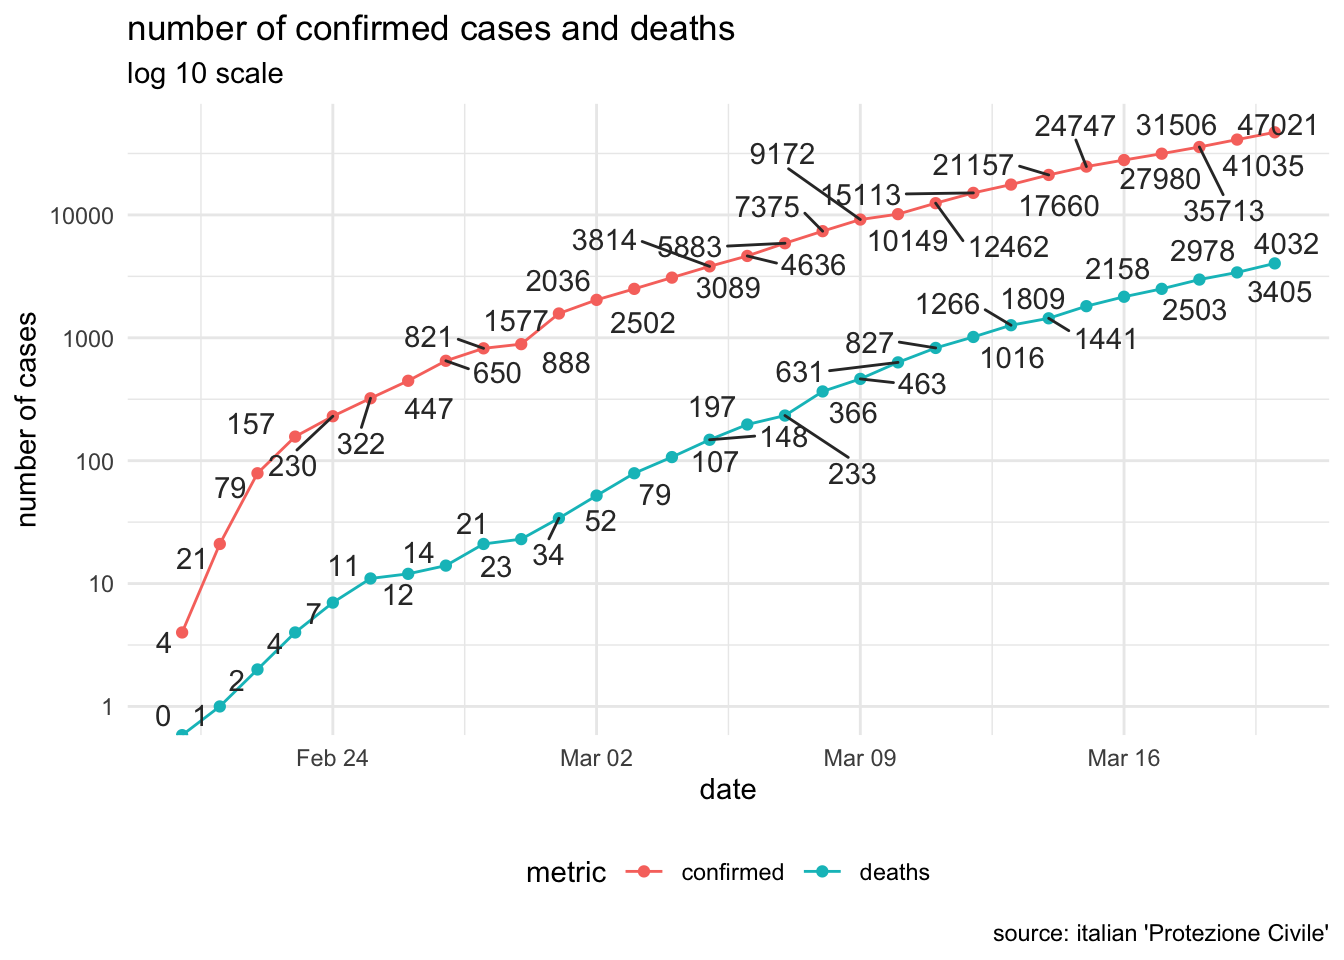 number of confirmed cases and deaths
log 10 scale
24747 31506 47021
9172 21157 41035
27980
15113 17660 35713
7375
10000
3814 5883 10149 12462 2978 4032
4636 2158
2036 3089 3405
1266 1809 2503
821 1577 2502 1441
1000
827 1016
650 888 631 463
447 197 366
157 322 148
230 107 233
100
79 79
21 52
21 14 11 23 34
10
12
7
4 4
2
0 1
1
number of cases
Feb 24 Mar 02 Mar 09 Mar 16
date
metric confirmed deaths
source: italian 'Protezione Civile'